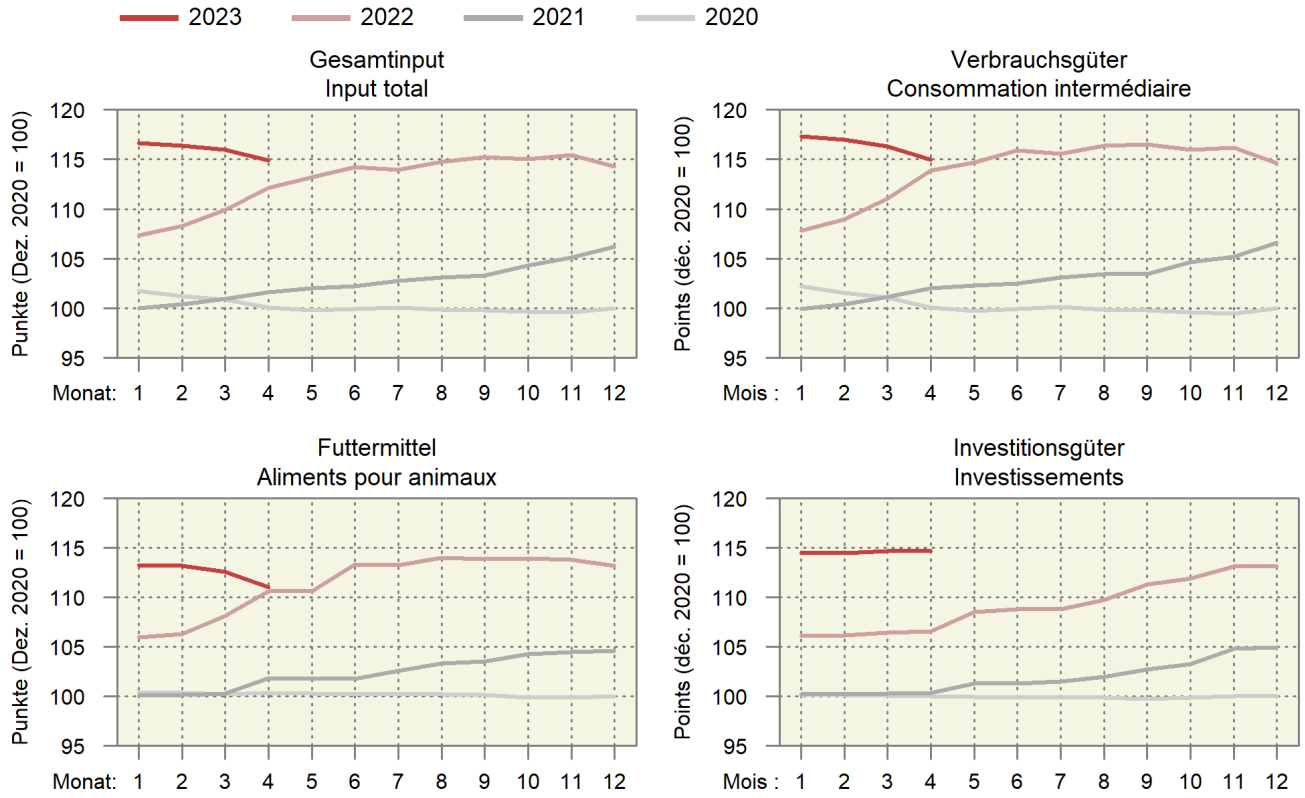 2023 2022 2021 2020
Gesamtinput
Input total
Punkte (Dez. 2020 = 100)
120
115
110
105
100
95
Monat: 1 2 3 4 5 6 7 8 9 10 11 12
Verbrauchsgüter
Consommation intermédiaire
Points (déc. 2020 = 100)
120
115
110
105
100
95
Mois : 1 2 3 4 5 6 7 8 9 10 11 12
Futtermittel
Aliments pour animaux
Punkte (Dez. 2020 = 100)
120
115
110
105
100
95
Monat: 1 2 3 4 5 6 7 8 9 10 11 12
Investitionsgüter
Investissements
Points (déc. 2020 = 100)
120
115
110
105
100
95
Mois : 1 2 3 4 5 6 7 8 9 10 11 12